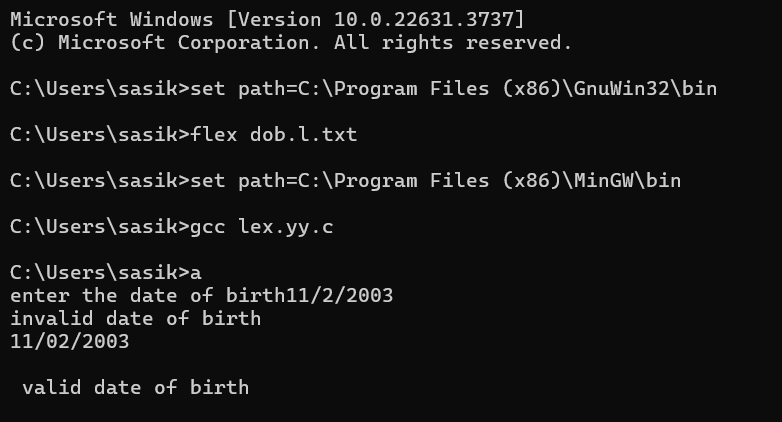 Microsoft Windows [Version 10.0.22631.3737]
(c) Microsoft Corporation. All rights reserved.
C:\Users\sasik>set path=C:\Program Files (x86)\GnuWin32\bin
C:\Users\sasik>flex dob.l.txt
C:\Users\sasik>set path=C:\Program Files (x86)\MinGW\bin
C:\Users\sasik>gcc lex.yy.c
C:\Users\sasik>a
enter the date of birth11/2/2003
invalid date of birth
11/02/2003
valid date of birth